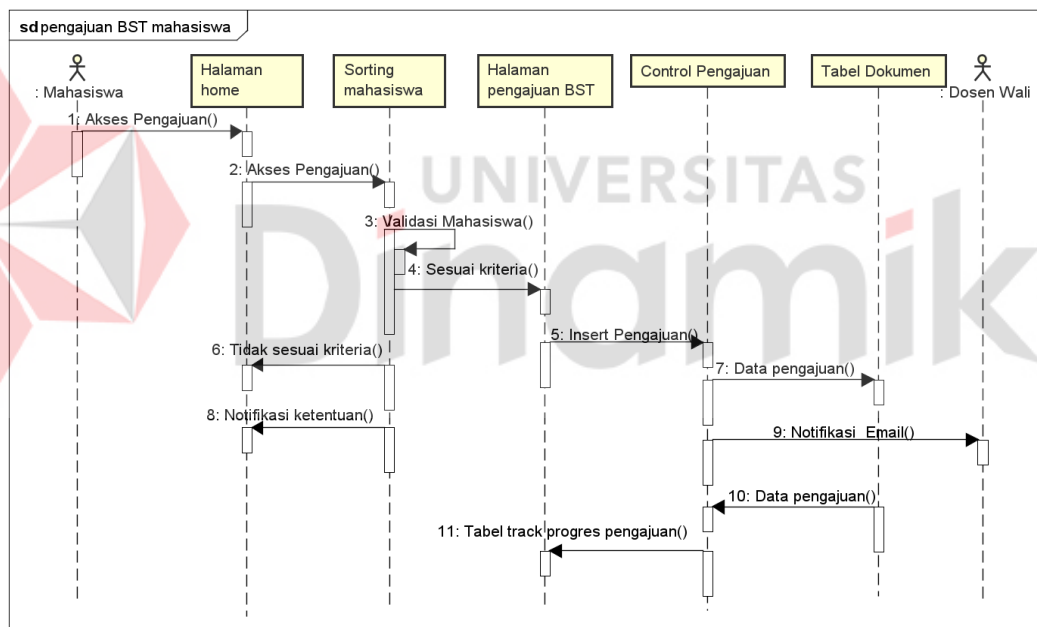 sd pengajuan BST mahasiswa
: Mahasiswa
Halaman
home
Sorting
mahasiswa
Halaman
pengajuan BST
Control Pengajuan
Tabel Dokumen
: Dosen Wali
1: Akses Pengajuan()
2: Akses Pengajuan()
3: Validasi Mahasiswa()
4: Sesuai kriteria()
5: Insert Pengajuan()
6: Tidak sesuai kriteria()
7: Data pengajuan()
8: Notifikasi ketentuan()
9: Notifikasi Email()
10: Data pengajuan()
11: Tabel track progres pengajuan()
UNIVERSITAS
Dinamika